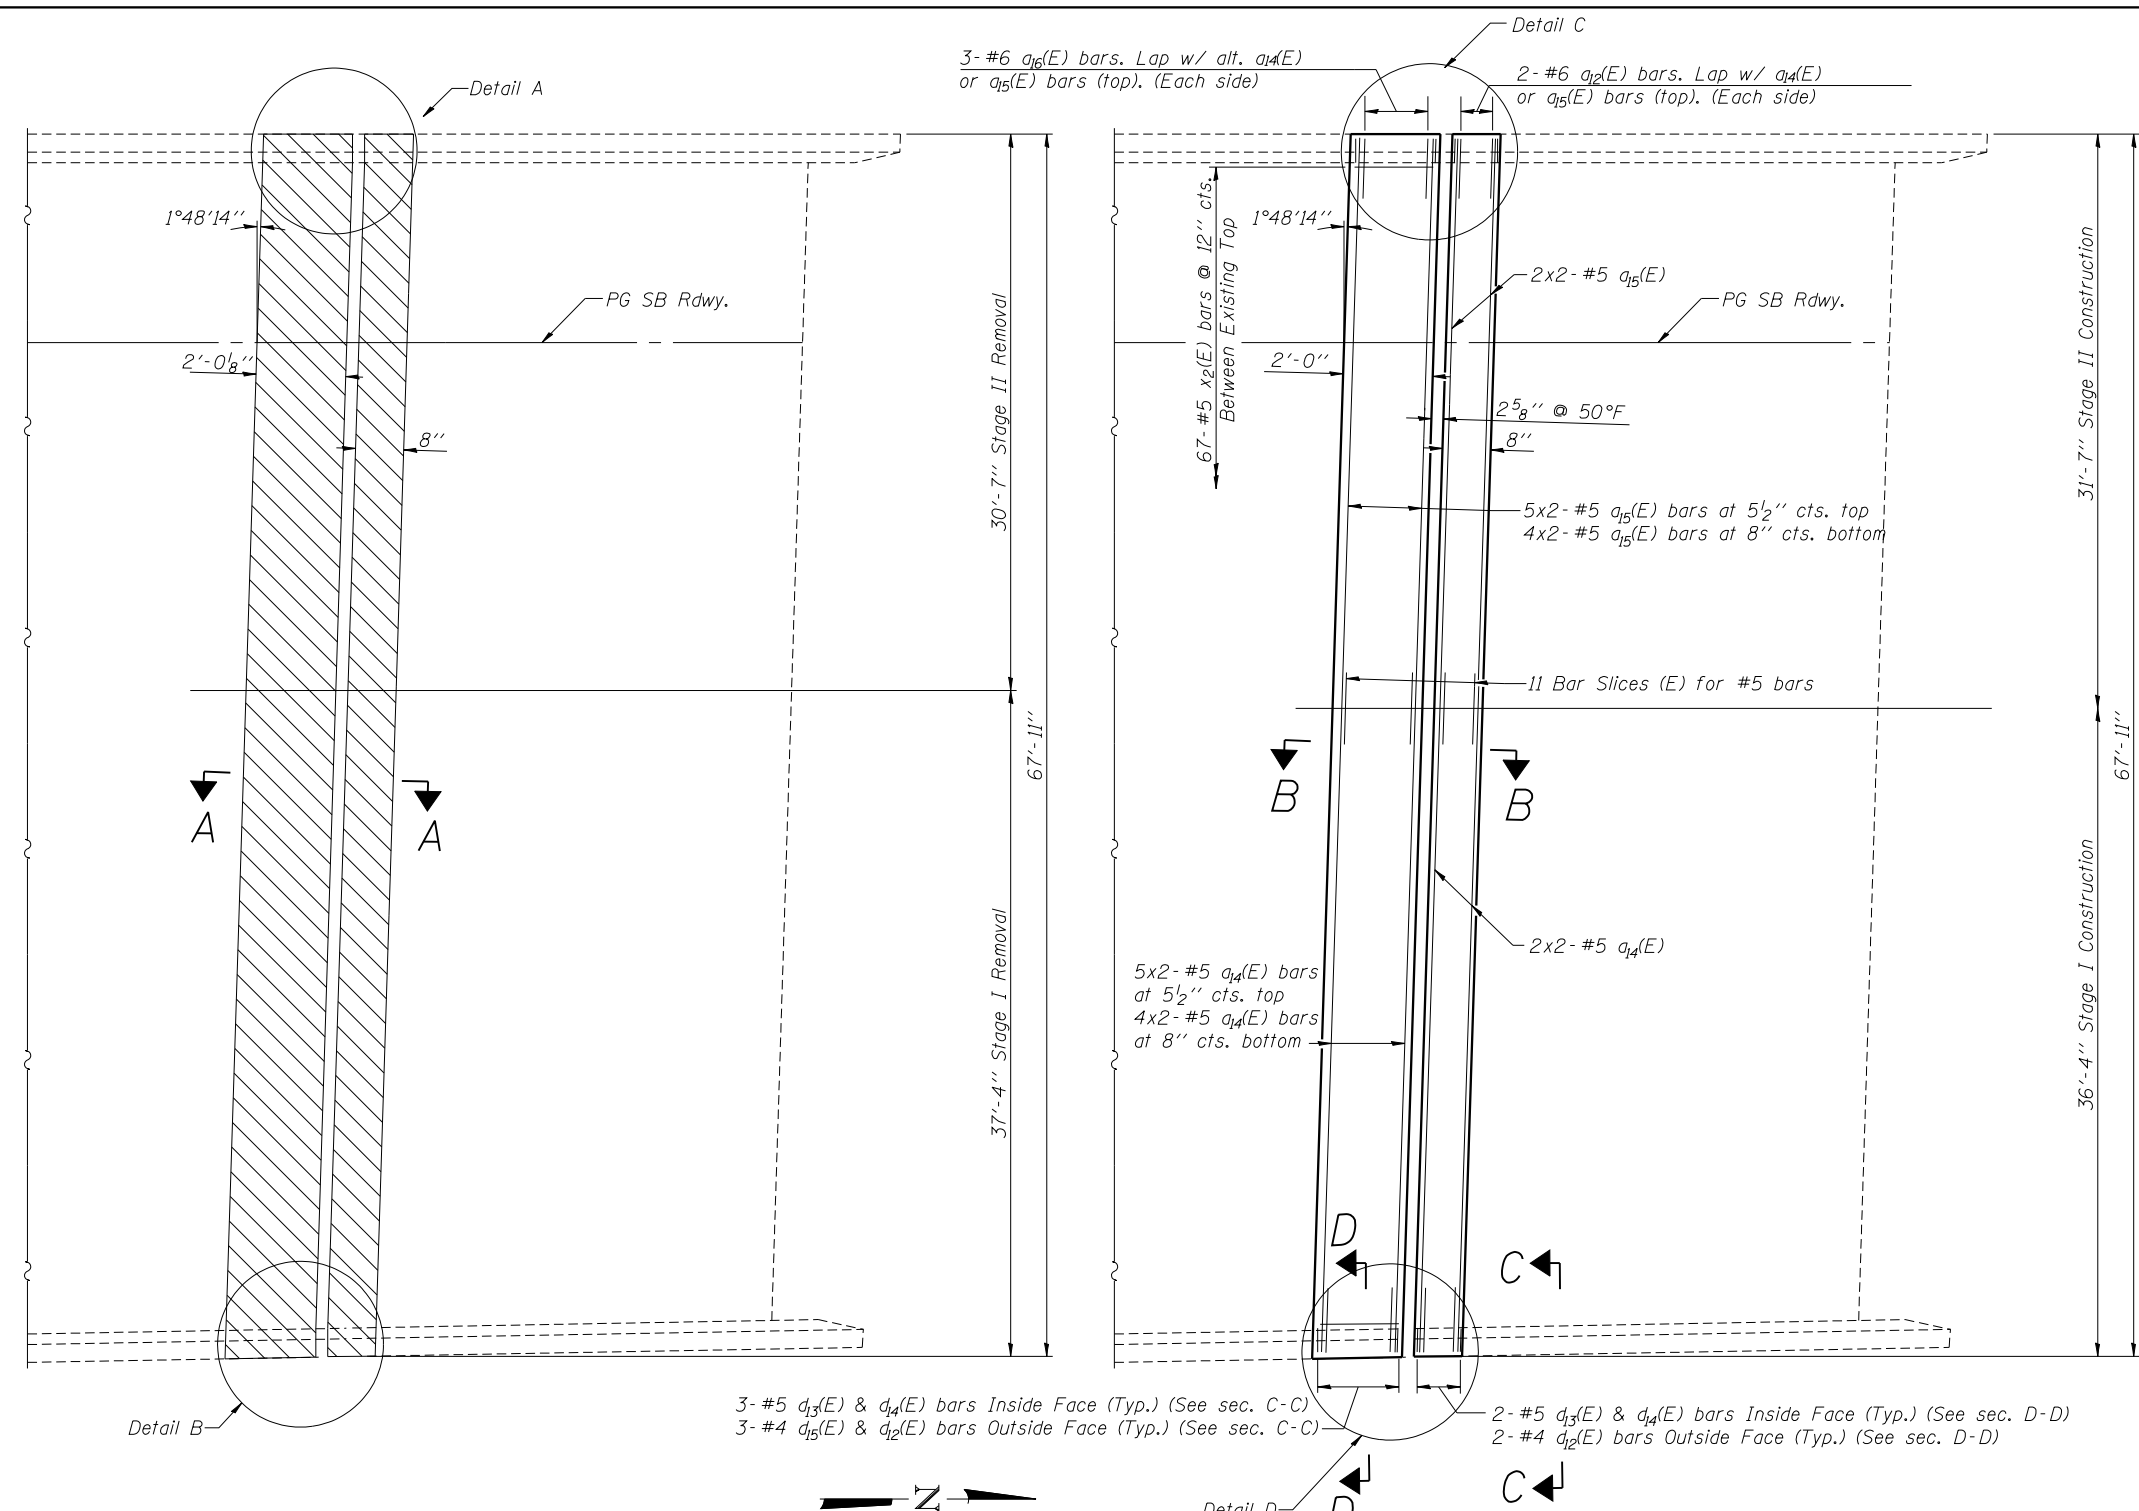 Detail A
1°48'14''
PG SB Rdwy.
2'-0 1/8''
8''
30'-7'' Stage II Removal
37'-4'' Stage I Removal
67'-11''
A
A
Detail B
3-#6 a16(E) bars. Lap w/ alt. a14(E)
or a15(E) bars (top). (Each side)
Detail C
2-#6 a12(E) bars. Lap w/ a14(E)
or a15(E) bars (top). (Each side)
1°48'14''
67-#5 x2(E) bars @ 12'' cts.
Between Existing Top
2x2-#5 a15(E)
PG SB Rdwy.
2'-0''
2 5/8'' @ 50°F
8''
5x2-#5 a15(E) bars at 5 1/2'' cts. top
4x2-#5 a15(E) bars at 8'' cts. bottom
11 Bar Slices (E) for #5 bars
31'-7'' Stage II Construction
36'-4'' Stage I Construction
67'-11''
B
B
2x2-#5 a14(E)
5x2-#5 a14(E) bars
at 5 1/2'' cts. top
4x2-#5 a14(E) bars
at 8'' cts. bottom
D
C
3-#5 d13(E) & d14(E) bars Inside Face (Typ.) (See sec. C-C)
3-#4 d15(E) & d12(E) bars Outside Face (Typ.) (See sec. C-C)
2-#5 d13(E) & d14(E) bars Inside Face (Typ.) (See sec. D-D)
2-#4 d12(E) bars Outside Face (Typ.) (See sec. D-D)
N
Detail D
D
C